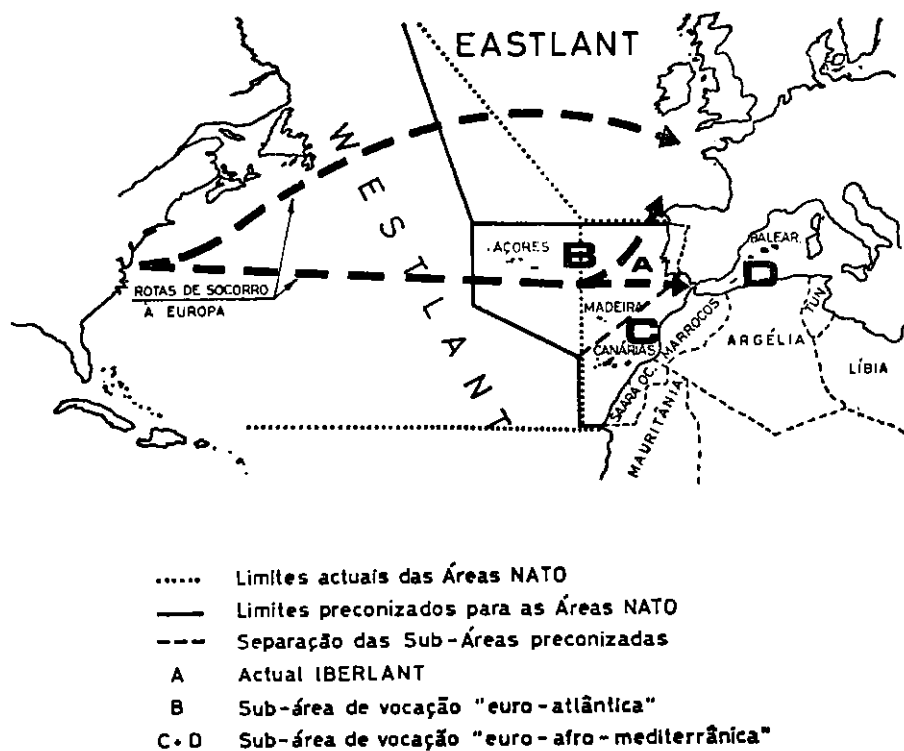 EASTLANT
WESTLANT
AÇORES
B
A
BALEAR.
D
ROTAS DE SOCORRO
À EUROPA
MADEIRA
C
CANÁRIAS
MARROCOS
ARGÉLIA
TUN.
LÍBIA
SAARA OC.
MAURITÂNIA
Limites actuais das Áreas NATO
Limites preconizados para as Áreas NATO
Separação das Sub-Áreas preconizadas
A Actual IBERLANT
B Sub-área de vocação "euro-atlântica"
C+D Sub-área de vocação "euro-afro-mediterrânica"